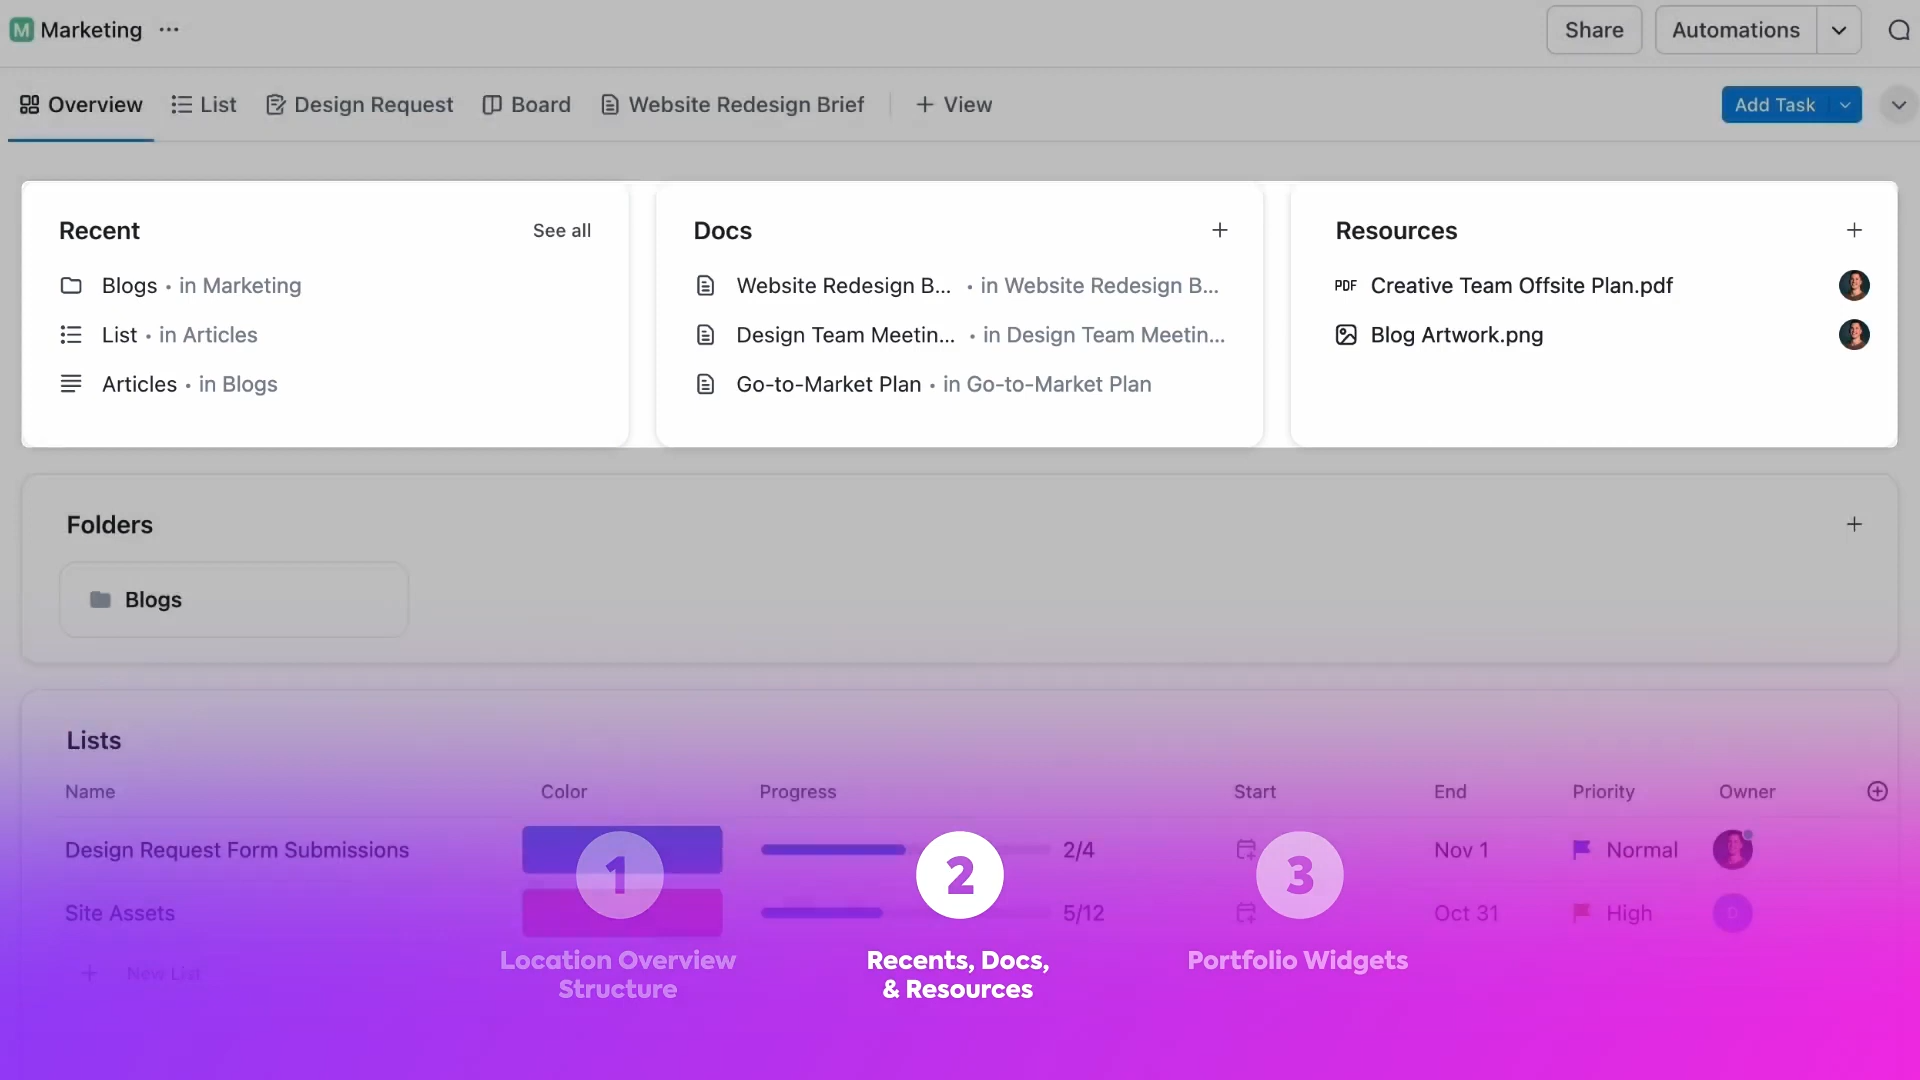 M Marketing ...
Share
Automations
Overview
List
Design Request
Board
Website Redesign Brief
+ View
Add Task
Recent
See all
Blogs • in Marketing
List • in Articles
Articles • in Blogs
Docs
+
Website Redesign B... • in Website Redesign B...
Design Team Meetin... • in Design Team Meetin...
Go-to-Market Plan • in Go-to-Market Plan
Resources
+
PDF Creative Team Offsite Plan.pdf
Blog Artwork.png
Folders
+
Blogs
Lists
Name Color Progress Start End Priority Owner
Design Request Form Submissions 2/4 Nov 1 Normal
Site Assets 5/12 Oct 31 High D
+ New List
1
Location Overview
Structure
2
Recents, Docs,
& Resources
3
Portfolio Widgets